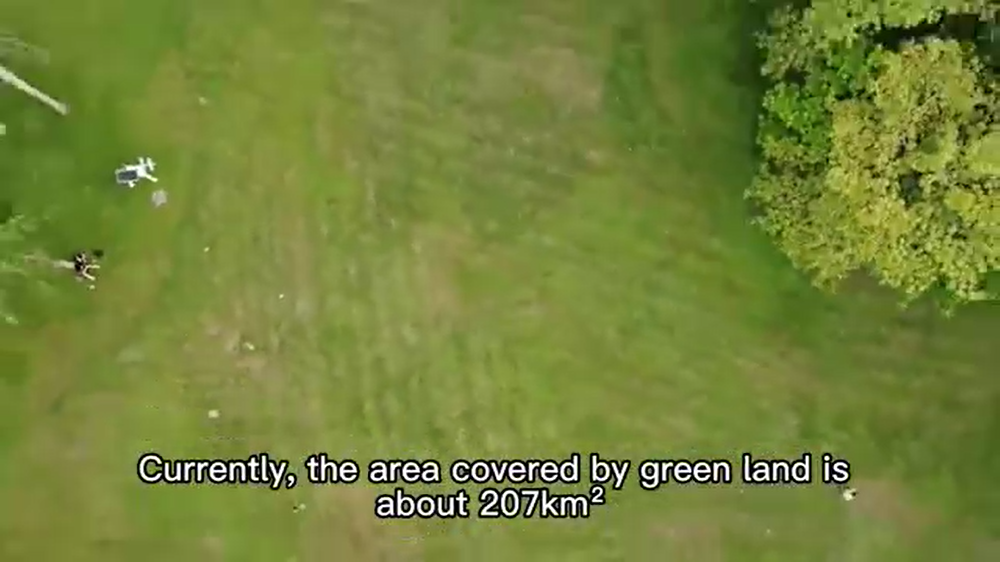 Currently, the area covered by green land is
about 207km²